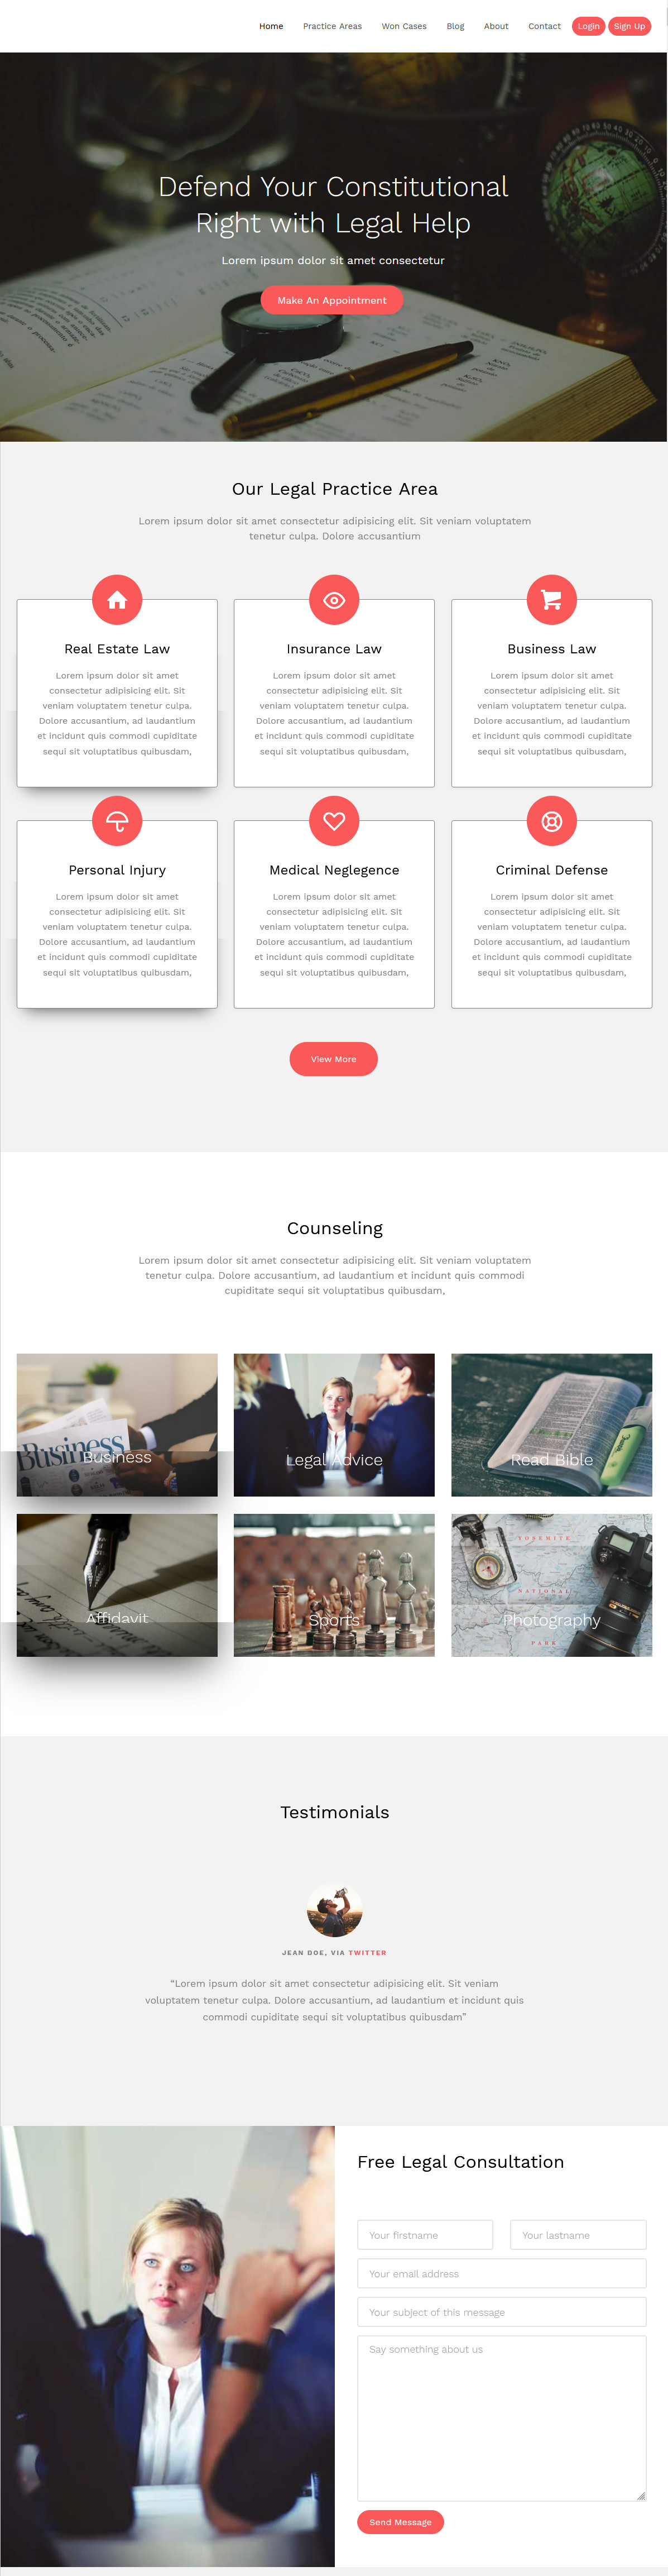 Home Practice Areas Won Cases Blog About Contact Login Sign Up
Defend Your Constitutional
Right with Legal Help
Lorem ipsum dolor sit amet consectetur
Make An Appointment
Our Legal Practice Area
Lorem ipsum dolor sit amet consectetur adipisicing elit. Sit veniam voluptatem
tenetur culpa. Dolore accusantium
Real Estate Law
Lorem ipsum dolor sit amet
consectetur adipisicing elit. Sit
veniam voluptatem tenetur culpa.
Dolore accusantium, ad laudantium
et incidunt quis commodi cupiditate
sequi sit voluptatibus quibusdam,
Insurance Law
Lorem ipsum dolor sit amet
consectetur adipisicing elit. Sit
veniam voluptatem tenetur culpa.
Dolore accusantium, ad laudantium
et incidunt quis commodi cupiditate
sequi sit voluptatibus quibusdam,
Business Law
Lorem ipsum dolor sit amet
consectetur adipisicing elit. Sit
veniam voluptatem tenetur culpa.
Dolore accusantium, ad laudantium
et incidunt quis commodi cupiditate
sequi sit voluptatibus quibusdam,
Personal Injury
Lorem ipsum dolor sit amet
consectetur adipisicing elit. Sit
veniam voluptatem tenetur culpa.
Dolore accusantium, ad laudantium
et incidunt quis commodi cupiditate
sequi sit voluptatibus quibusdam,
Medical Neglegence
Lorem ipsum dolor sit amet
consectetur adipisicing elit. Sit
veniam voluptatem tenetur culpa.
Dolore accusantium, ad laudantium
et incidunt quis commodi cupiditate
sequi sit voluptatibus quibusdam,
Criminal Defense
Lorem ipsum dolor sit amet
consectetur adipisicing elit. Sit
veniam voluptatem tenetur culpa.
Dolore accusantium, ad laudantium
et incidunt quis commodi cupiditate
sequi sit voluptatibus quibusdam,
View More
Counseling
Lorem ipsum dolor sit amet consectetur adipisicing elit. Sit veniam voluptatem
tenetur culpa. Dolore accusantium, ad laudantium et incidunt quis commodi
cupiditate sequi sit voluptatibus quibusdam,
Business
Business
Legal Advice
Read Bible
Affidavit
Sports
YOSEMITE
NATIONAL
Photography
PARK
Testimonials
JEAN DOE, VIA TWITTER
“Lorem ipsum dolor sit amet consectetur adipisicing elit. Sit veniam
voluptatem tenetur culpa. Dolore accusantium, ad laudantium et incidunt quis
commodi cupiditate sequi sit voluptatibus quibusdam”
Free Legal Consultation
Your firstname Your lastname
Your email address
Your subject of this message
Say something about us
Send Message